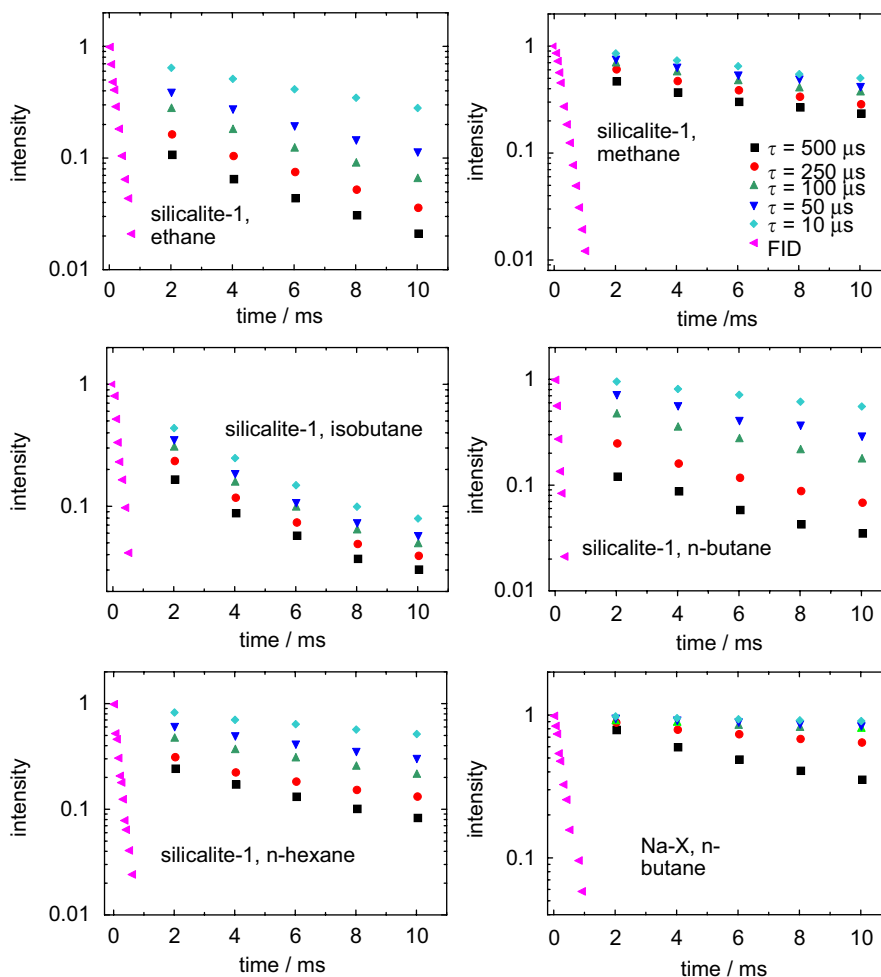 1
0.1
0.01
intensity
silicalite-1,
ethane
0 2 4 6 8 10
time / ms
1
0.1
0.01
intensity
silicalite-1,
methane
τ = 500 µs
τ = 250 µs
τ = 100 µs
τ = 50 µs
τ = 10 µs
FID
0 2 4 6 8 10
time /ms
1
0.1
intensity
silicalite-1, isobutane
0 2 4 6 8 10
time / ms
1
0.1
0.01
intensity
silicalite-1, n-butane
0 2 4 6 8 10
time / ms
1
0.1
0.01
intensity
silicalite-1, n-hexane
0 2 4 6 8 10
time / ms
1
0.1
intensity
Na-X, n-
butane
0 2 4 6 8 10
time / ms